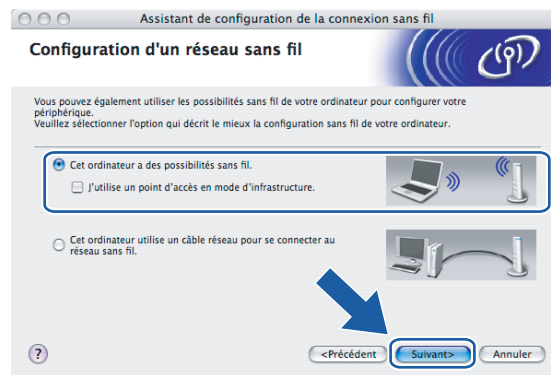 Assistant de configuration de la connexion sans fil
Configuration d'un réseau sans fil
Vous pouvez également utiliser les possibilités sans fil de votre ordinateur pour configurer votre
périphérique.
Veuillez sélectionner l'option qui décrit le mieux la configuration sans fil de votre ordinateur.
Cet ordinateur a des possibilités sans fil.
J'utilise un point d'accès en mode d'infrastructure.
Cet ordinateur utilise un câble réseau pour se connecter au
réseau sans fil.
?
<Précédent
Suivant>
Annuler